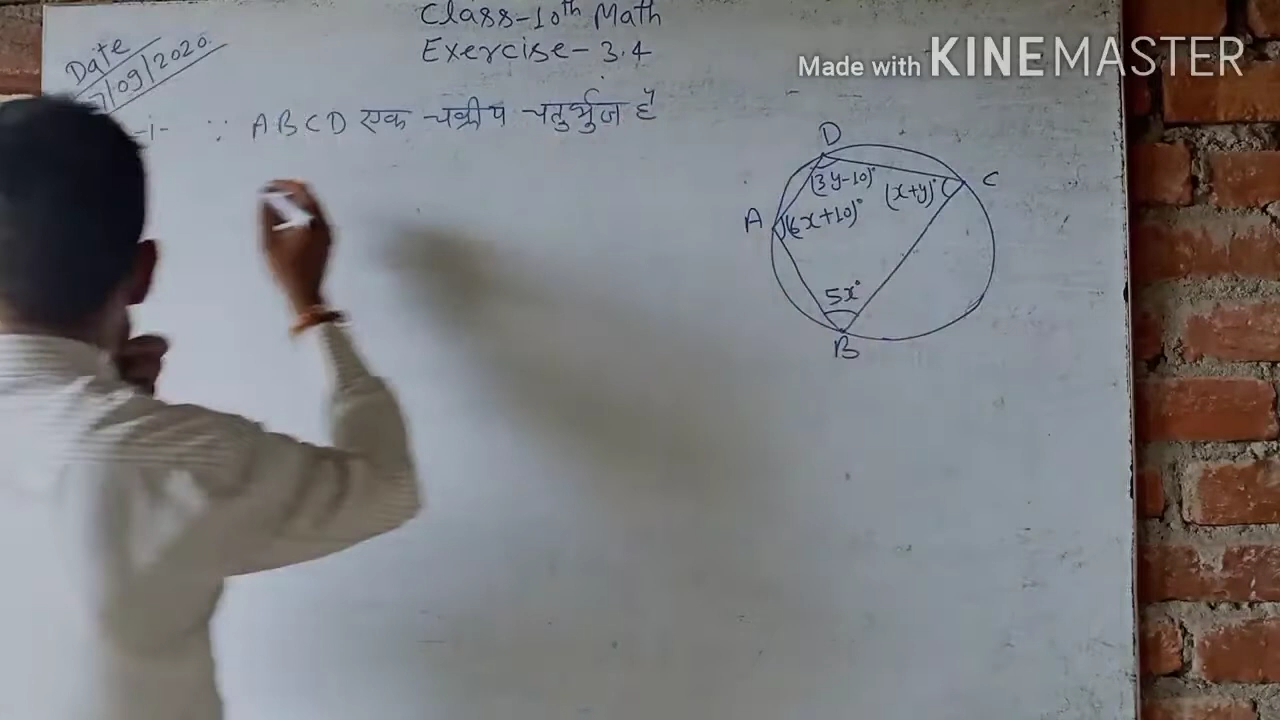 Class-10th Math
Exercise-3.4
Made with KINEMASTER
Date
/09/2020
∵ ABCD एक चक्रीय चतुर्भुज है
D
(3y-10)°
(x+y)°
C
A
(6x+10)°
5x°
B